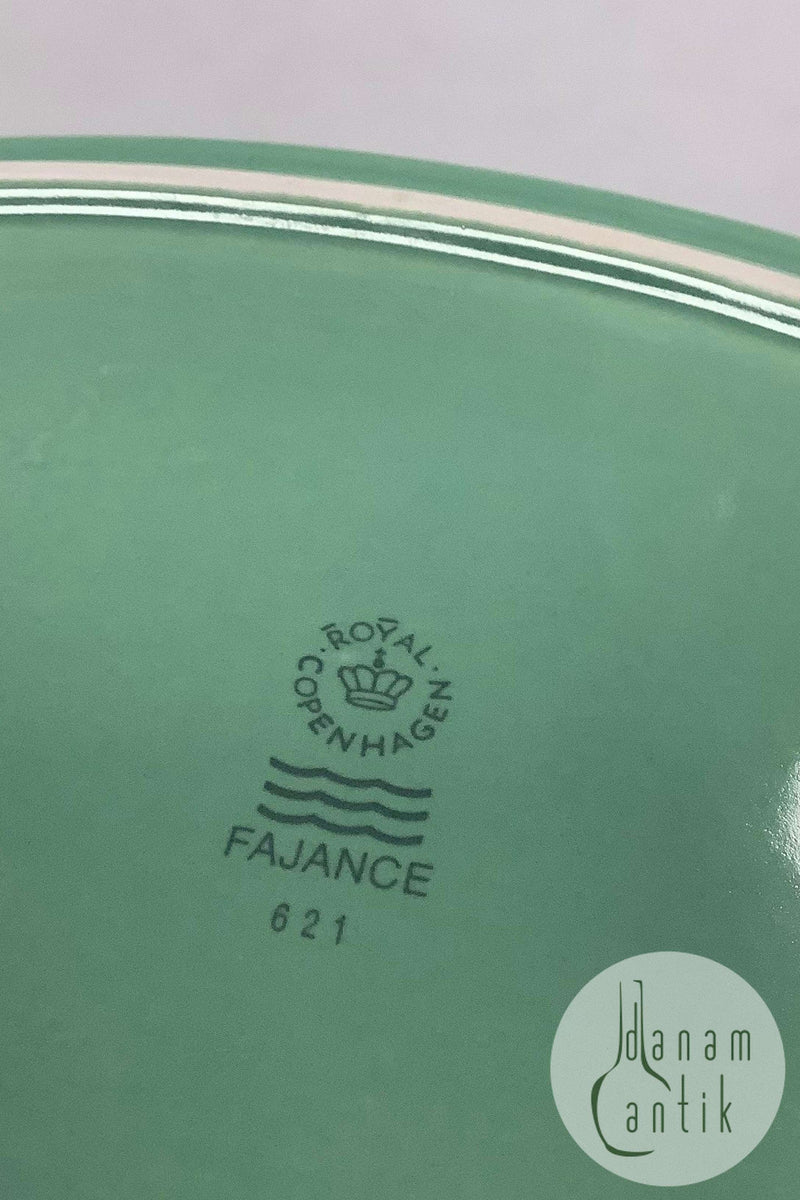 ROYAL
COPENHAGEN
FAJANCE
621
danam
antik